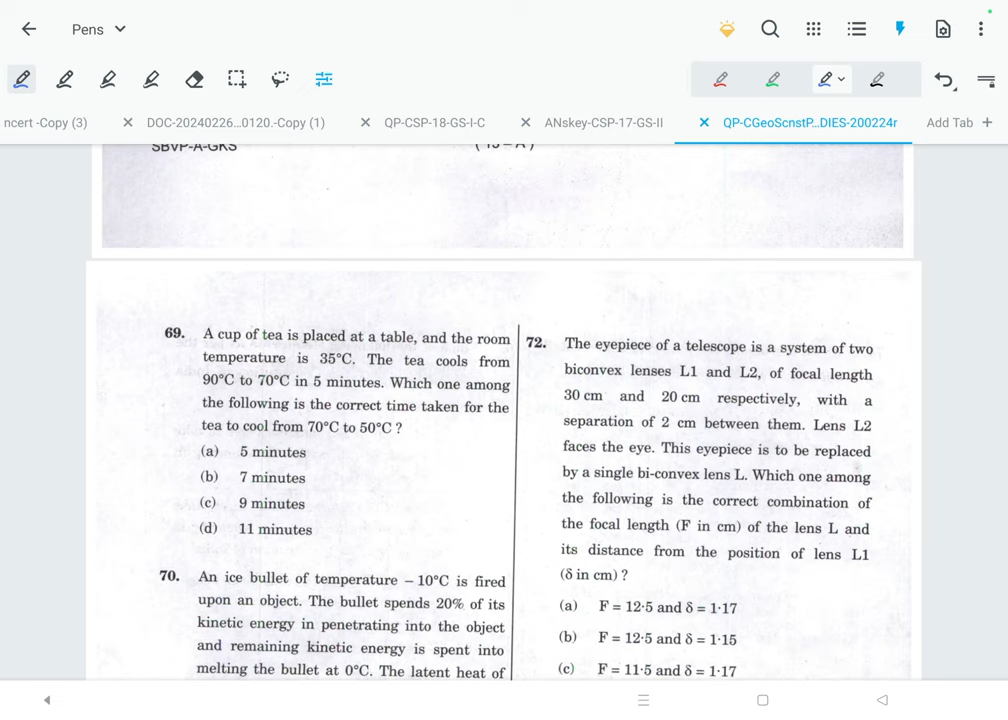 Pens
ncert -Copy (3)
DOC-20240226...0120.-Copy (1)
QP-CSP-18-GS-I-C
ANskey-CSP-17-GS-II
QP-CGeoScnstP...DIES-200224r
Add Tab +
SBVP-A-GKS
( 15 – A )
69. A cup of tea is placed at a table, and the room
temperature is 35°C. The tea cools from
90°C to 70°C in 5 minutes. Which one among
the following is the correct time taken for the
tea to cool from 70°C to 50°C ?
(a) 5 minutes
(b) 7 minutes
(c) 9 minutes
(d) 11 minutes
70. An ice bullet of temperature – 10°C is fired
upon an object. The bullet spends 20% of its
kinetic energy in penetrating into the object
and remaining kinetic energy is spent into
melting the bullet at 0°C. The latent heat of
72. The eyepiece of a telescope is a system of two
biconvex lenses L1 and L2, of focal length
30 cm and 20 cm respectively, with a
separation of 2 cm between them. Lens L2
faces the eye. This eyepiece is to be replaced
by a single bi-convex lens L. Which one among
the following is the correct combination of
the focal length (F in cm) of the lens L and
its distance from the position of lens L1
(δ in cm) ?
(a) F = 12·5 and δ = 1·17
(b) F = 12·5 and δ = 1·15
(c) F = 11·5 and δ = 1·17